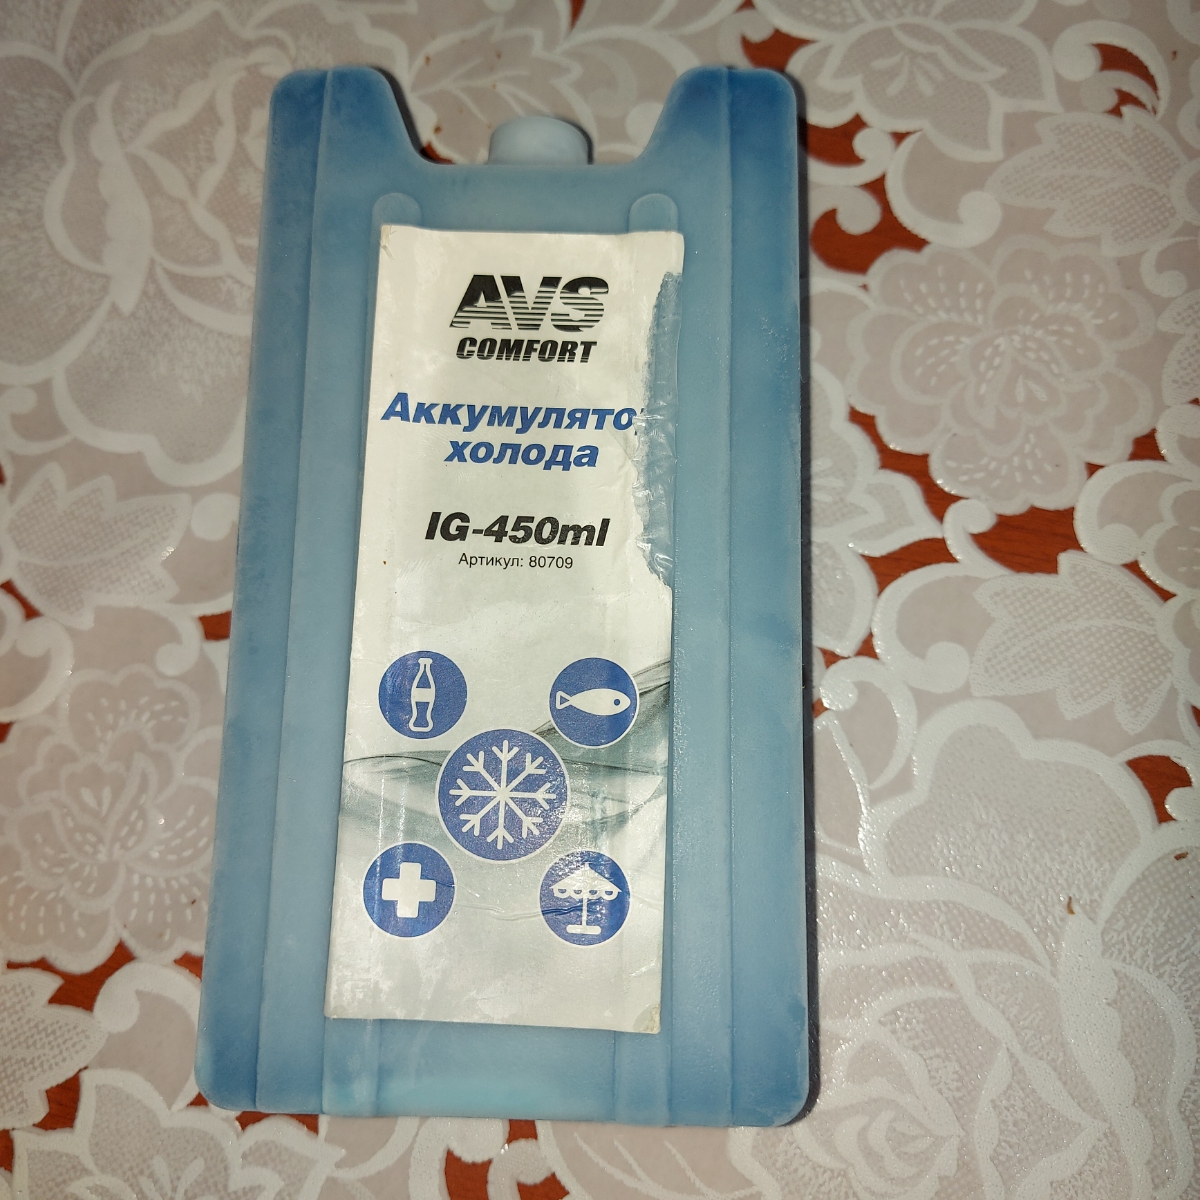 AVS
COMFORT
Аккумулято
холода
IG-450ml
Артикул: 80709